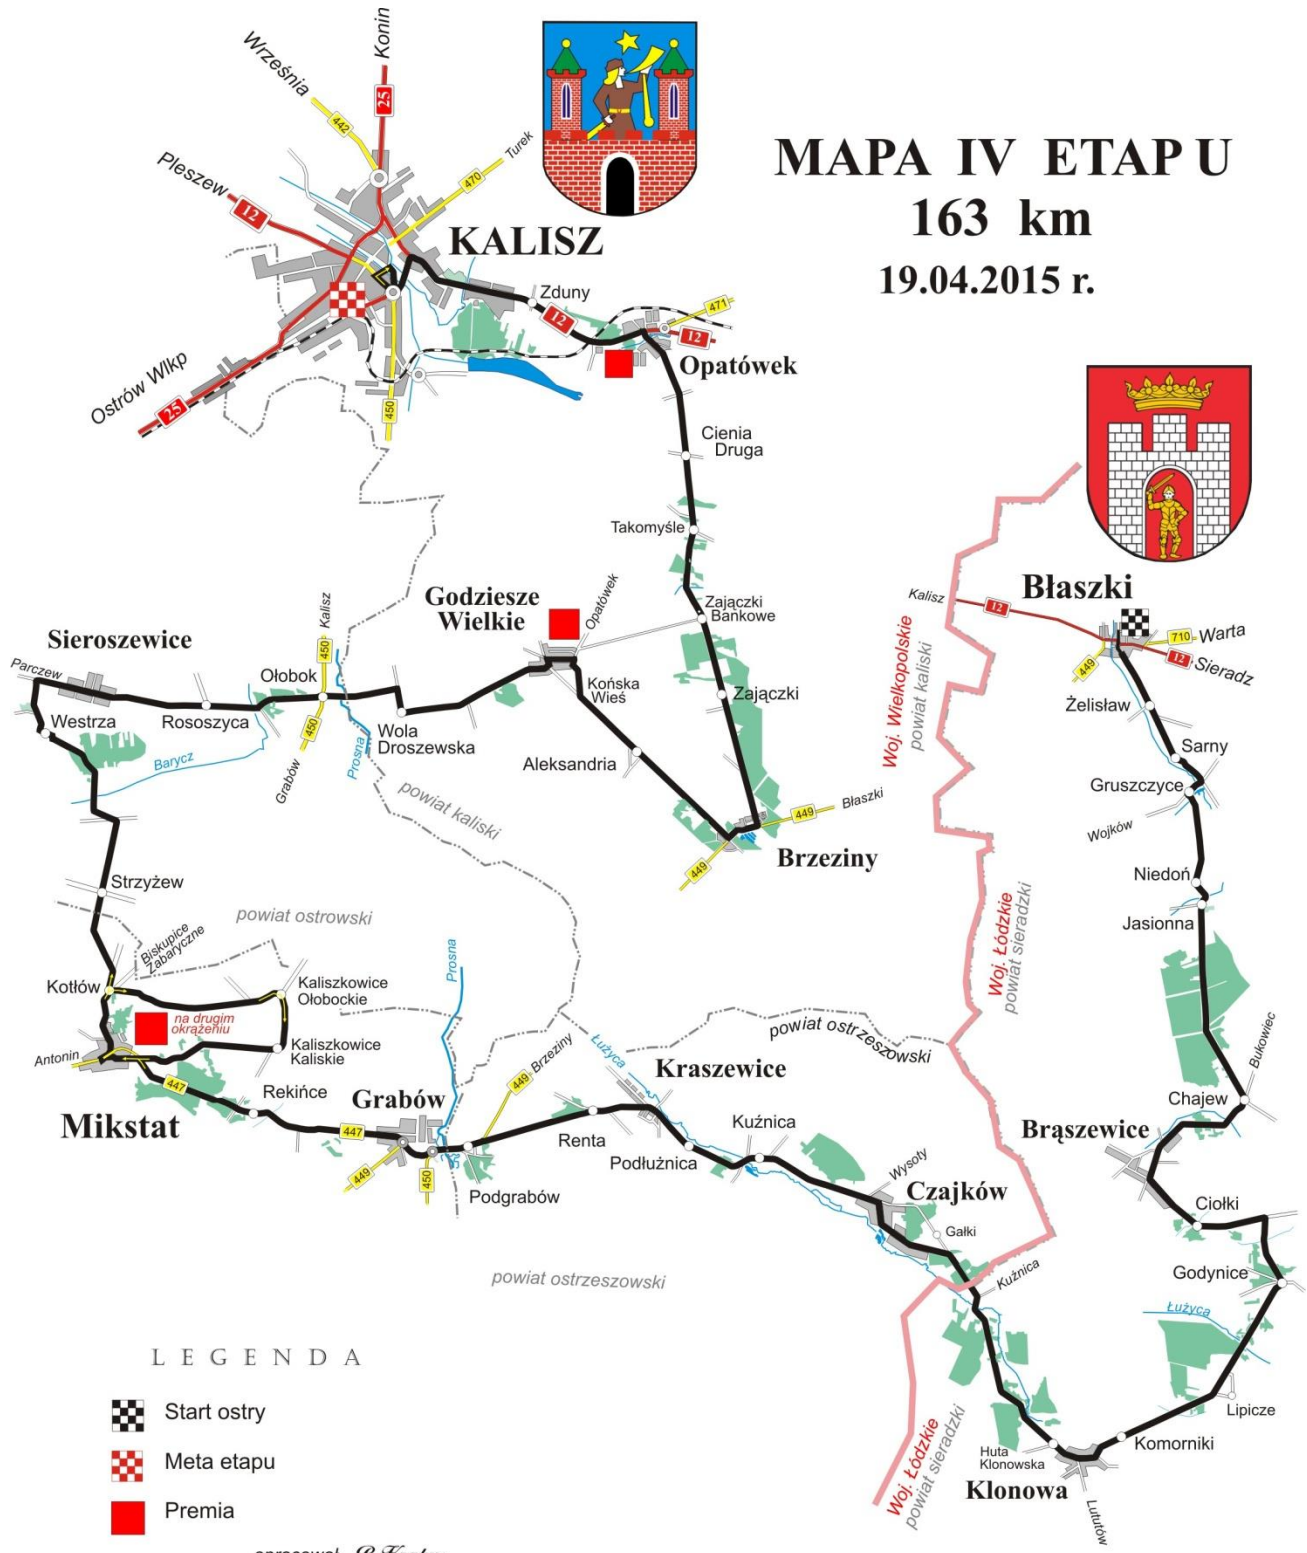 Konin
Września
25
442
Turek
Pleszew
470
12
MAPA IV ETAPU
163 km
19.04.2015 r.
KALISZ
Zduny
12
471
12
Opatówek
Ostrów Wlkp
25
450
Cienia
Druga
Takomyśle
Błaszki
Kalisz
12
710
Warta
12
Sieradz
449
Godziesze
Wielkie
Opatówek
Zajączki
Bankowe
Kalisz
450
Sieroszewice
Parczew
Ołobok
Końska
Wieś
Zajączki
Woj. Wielkopolskie
powiat kaliski
Żelisław
Westrza
Rososzyca
450
Grabów
Prosna
Wola
Droszewska
Barycz
Aleksandria
Sarny
Gruszczyce
Wojków
powiat kaliski
Błaszki
449
449
Brzeziny
Niedoń
Jasionna
Strzyżew
powiat ostrowski
Biskupice
Zabaryczne
Prosna
Woj. Łódzkie
powiat sieradzki
Kotłów
Kaliszkowice
Ołobockie
na drugim
okrążeniu
Antonin
Kaliszkowice
Kaliskie
powiat ostrzeszowski
Łużyca
Brzeziny
Bukowiec
Kraszewice
447
Rekińce
Grabów
449
Chajew
Mikstat
447
Renta
Kuźnica
Brąszewice
449
450
Podgrabów
Podłużnica
Wysoty
Czajków
Ciołki
Gałki
Kuźnica
Godynice
powiat ostrzeszowski
Łużyca
LEGENDA
Start ostry
Meta etapu
Premia
Lipicze
Komorniki
Woj. Łódzkie
powiat sieradzki
Huta
Klonowska
Klonowa
Lututów